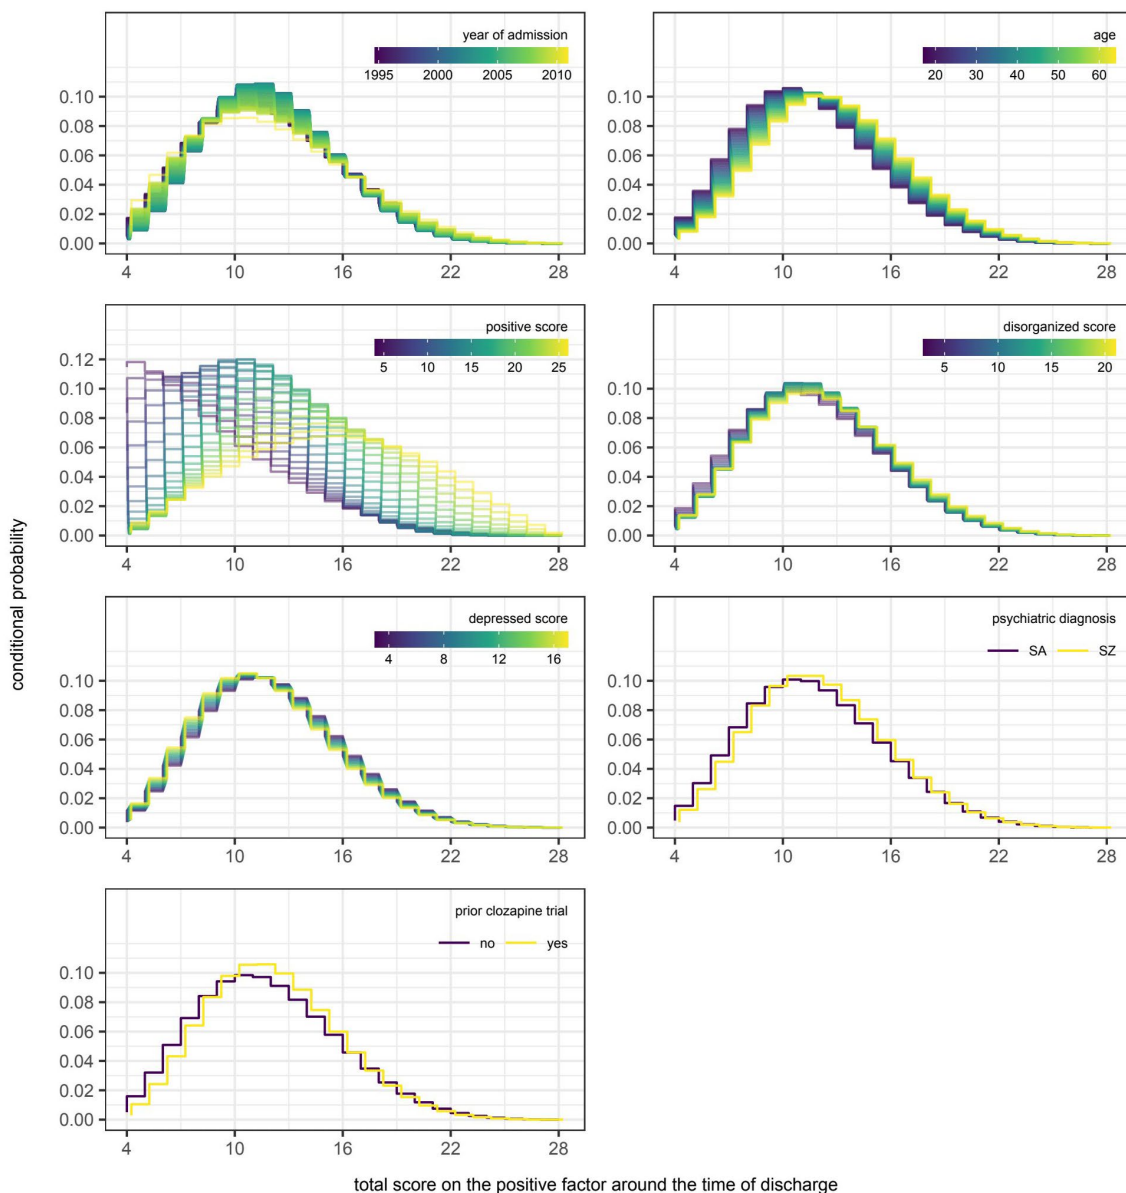 year of admission
1995 2000 2005 2010
0.10
0.08
0.06
0.04
0.02
0.00
4 10 16 22 28
age
20 30 40 50 60
0.10
0.08
0.06
0.04
0.02
0.00
4 10 16 22 28
positive score
5 10 15 20 25
0.12
0.10
0.08
0.06
0.04
0.02
0.00
4 10 16 22 28
disorganized score
5 10 15 20
0.10
0.08
0.06
0.04
0.02
0.00
4 10 16 22 28
conditional probability
depressed score
4 8 12 16
0.10
0.08
0.06
0.04
0.02
0.00
4 10 16 22 28
psychiatric diagnosis
SA SZ
0.10
0.08
0.06
0.04
0.02
0.00
4 10 16 22 28
prior clozapine trial
no yes
0.10
0.08
0.06
0.04
0.02
0.00
4 10 16 22 28
total score on the positive factor around the time of discharge